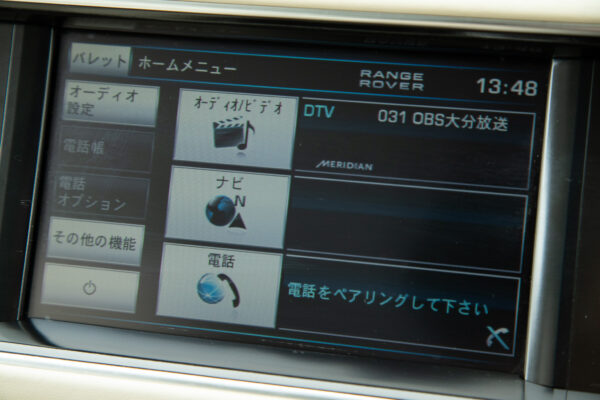 バレット
ホームメニュー
RANGE
ROVER
13:48
オーディオ
設定
電話帳
電話
オプション
その他の機能
オーディオ/ビデオ
DTV
031 OBS大分放送
MERIDIAN
ナビ
N
電話
電話をペアリングして下さい